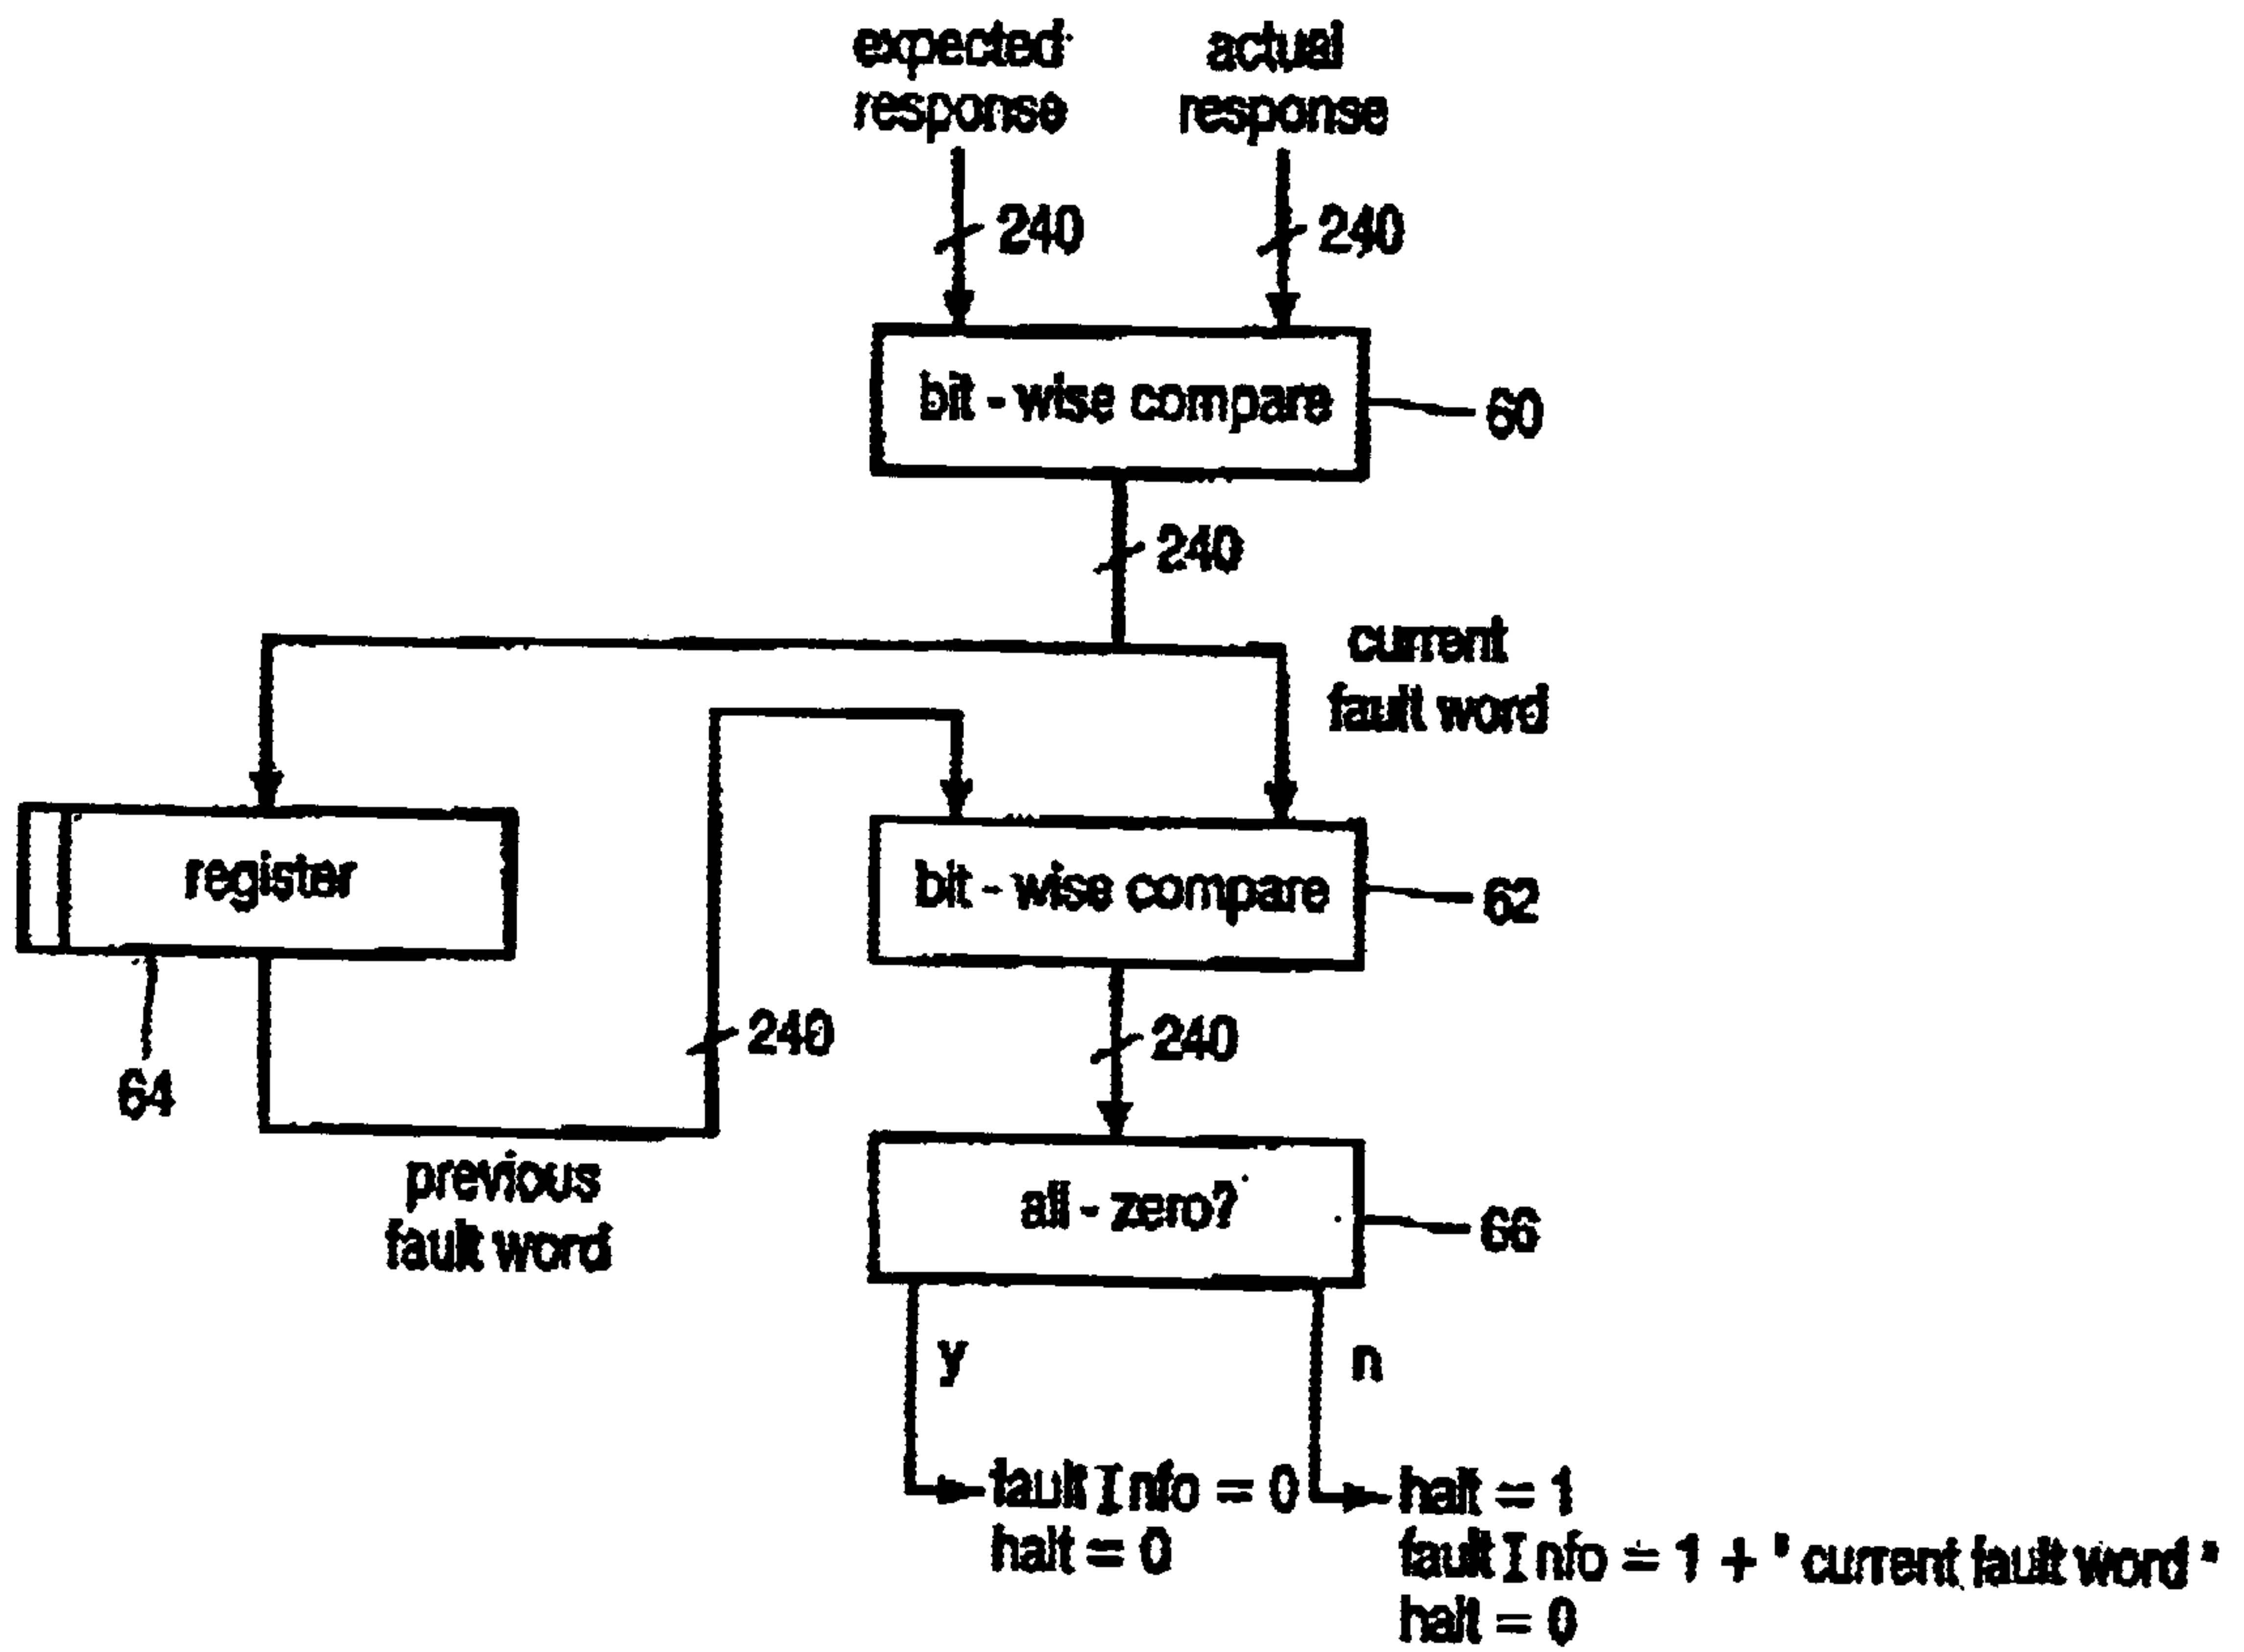 expected
response
actual
response
240
240
bit - wise compare
60
240
current
fault word
register
bit - wise compare
62
64
240
240
previous
fault word
all - zero?
66
y
n
fault Info = 0
halt = 0
halt = 1
fault Info = 1 + " current fault word "
halt = 0